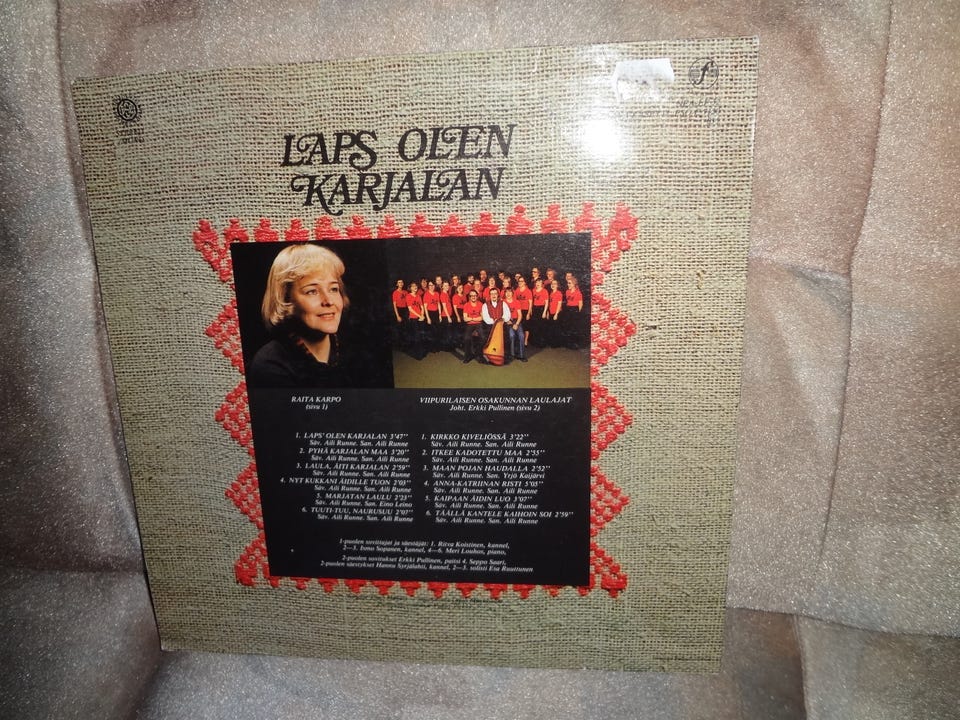 LAPS OLEN
KARJALAN
RAITA KARPO
(sivu 1)
VIIPURILAISEN OSAKUNNAN LAULAJAT
Joht. Erkki Pullinen (sivu 2)
1. LAPS' OLEN KARJALAN 3'47''
Säv. Aili Runne. San. Aili Runne
2. PYHÄ KARJALAN MAA 3'20''
Säv. Aili Runne. San. Aili Runne
3. LAULA, ÄITI KARJALAN 2'59''
Säv. Aili Runne. San. Aili Runne
4. NYT KUKKANI ÄIDILLE TUON 2'05''
Säv. Aili Runne. San. Aili Runne
5. MARJATAN LAULU 2'23''
Säv. Aili Runne. San. Eino Leino
6. TUUTI-TUU, NAURUSUU 2'07''
Säv. Aili Runne. San. Aili Runne
1. KIRKKO KIVELIÖSSÄ 3'22''
Säv. Aili Runne. San. Aili Runne
2. ITKEE KADOTETTU MAA 2'55''
Säv. Aili Runne. San. Aili Runne
3. MAAN POJAN HAUDALLA 2'52''
Säv. Aili Runne. San. Yrjö Kaijärvi
4. ANNA-KATRIINAN RISTI 5'05''
Säv. Aili Runne. San. Aili Runne
5. KAIPAAN ÄIDIN LUO 3'07''
Säv. Aili Runne. San. Aili Runne
6. TÄÄLLÄ KANTELE KAIHOIN SOI 2'59''
Säv. Aili Runne. San. Aili Runne
1-puolen sovittajat ja säestäjät: 1. Ritva Koistinen, kannel,
2—3. Ismo Sopanen, kannel, 4—6. Meri Louhos, piano,
2-puolen sovitukset Erkki Pullinen, paitsi 4. Seppo Saari,
2-puolen säestykset Hannu Syrjälahti, kannel, 2—3. solisti Esa Ruuttunen